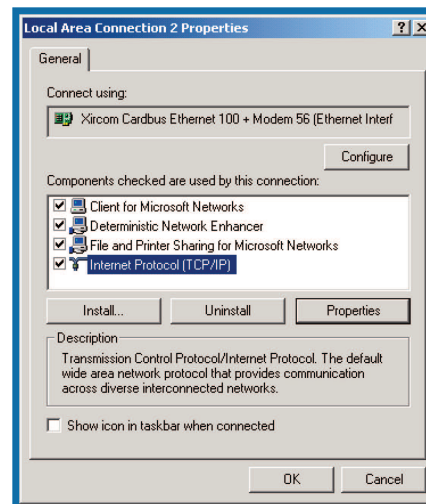 Local Area Connection 2 Properties
General
Connect using:
Xircom Cardbus Ethernet 100 + Modem 56 (Ethernet Interf
Configure
Components checked are used by this connection:
Client for Microsoft Networks
Deterministic Network Enhancer
File and Printer Sharing for Microsoft Networks
Internet Protocol (TCP/IP)
Install...
Uninstall
Properties
Description
Transmission Control Protocol/Internet Protocol. The default
wide area network protocol that provides communication
across diverse interconnected networks.
Show icon in taskbar when connected
OK
Cancel